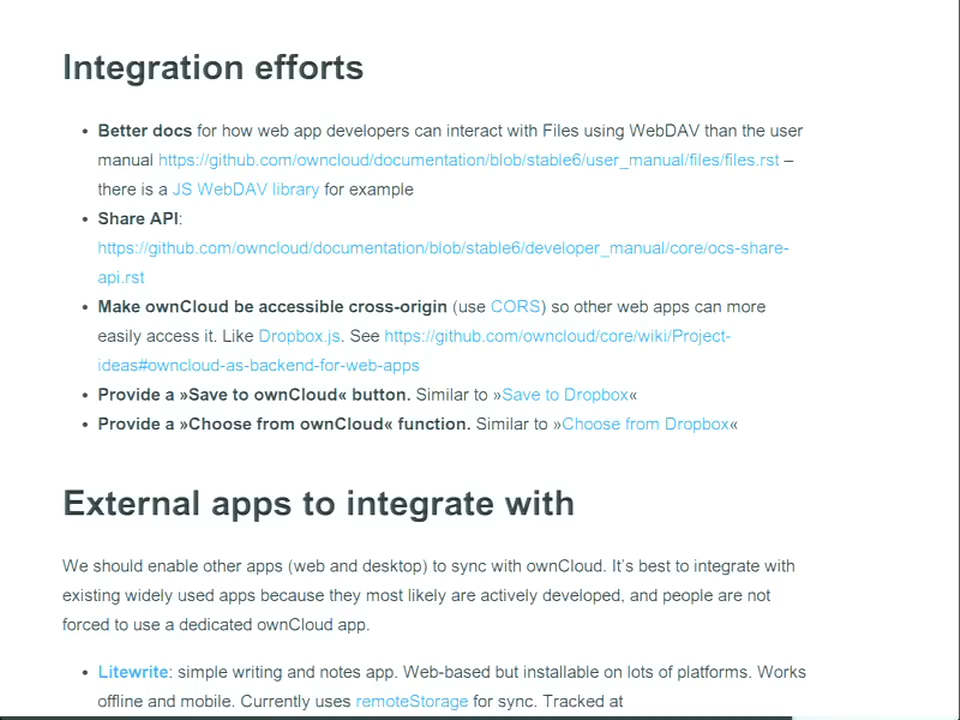 Integration efforts
• Better docs for how web app developers can interact with Files using WebDAV than the user
manual https://github.com/owncloud/documentation/blob/stable6/user_manual/files/files.rst –
there is a JS WebDAV library for example
• Share API:
https://github.com/owncloud/documentation/blob/stable6/developer_manual/core/ocs-share-
api.rst
• Make ownCloud be accessible cross-origin (use CORS) so other web apps can more
easily access it. Like Dropbox.js. See https://github.com/owncloud/core/wiki/Project-
ideas#owncloud-as-backend-for-web-apps
• Provide a »Save to ownCloud« button. Similar to »Save to Dropbox«
• Provide a »Choose from ownCloud« function. Similar to »Choose from Dropbox«
External apps to integrate with
We should enable other apps (web and desktop) to sync with ownCloud. It’s best to integrate with
existing widely used apps because they most likely are actively developed, and people are not
forced to use a dedicated ownCloud app.
• Litewrite: simple writing and notes app. Web-based but installable on lots of platforms. Works
offline and mobile. Currently uses remoteStorage for sync. Tracked at